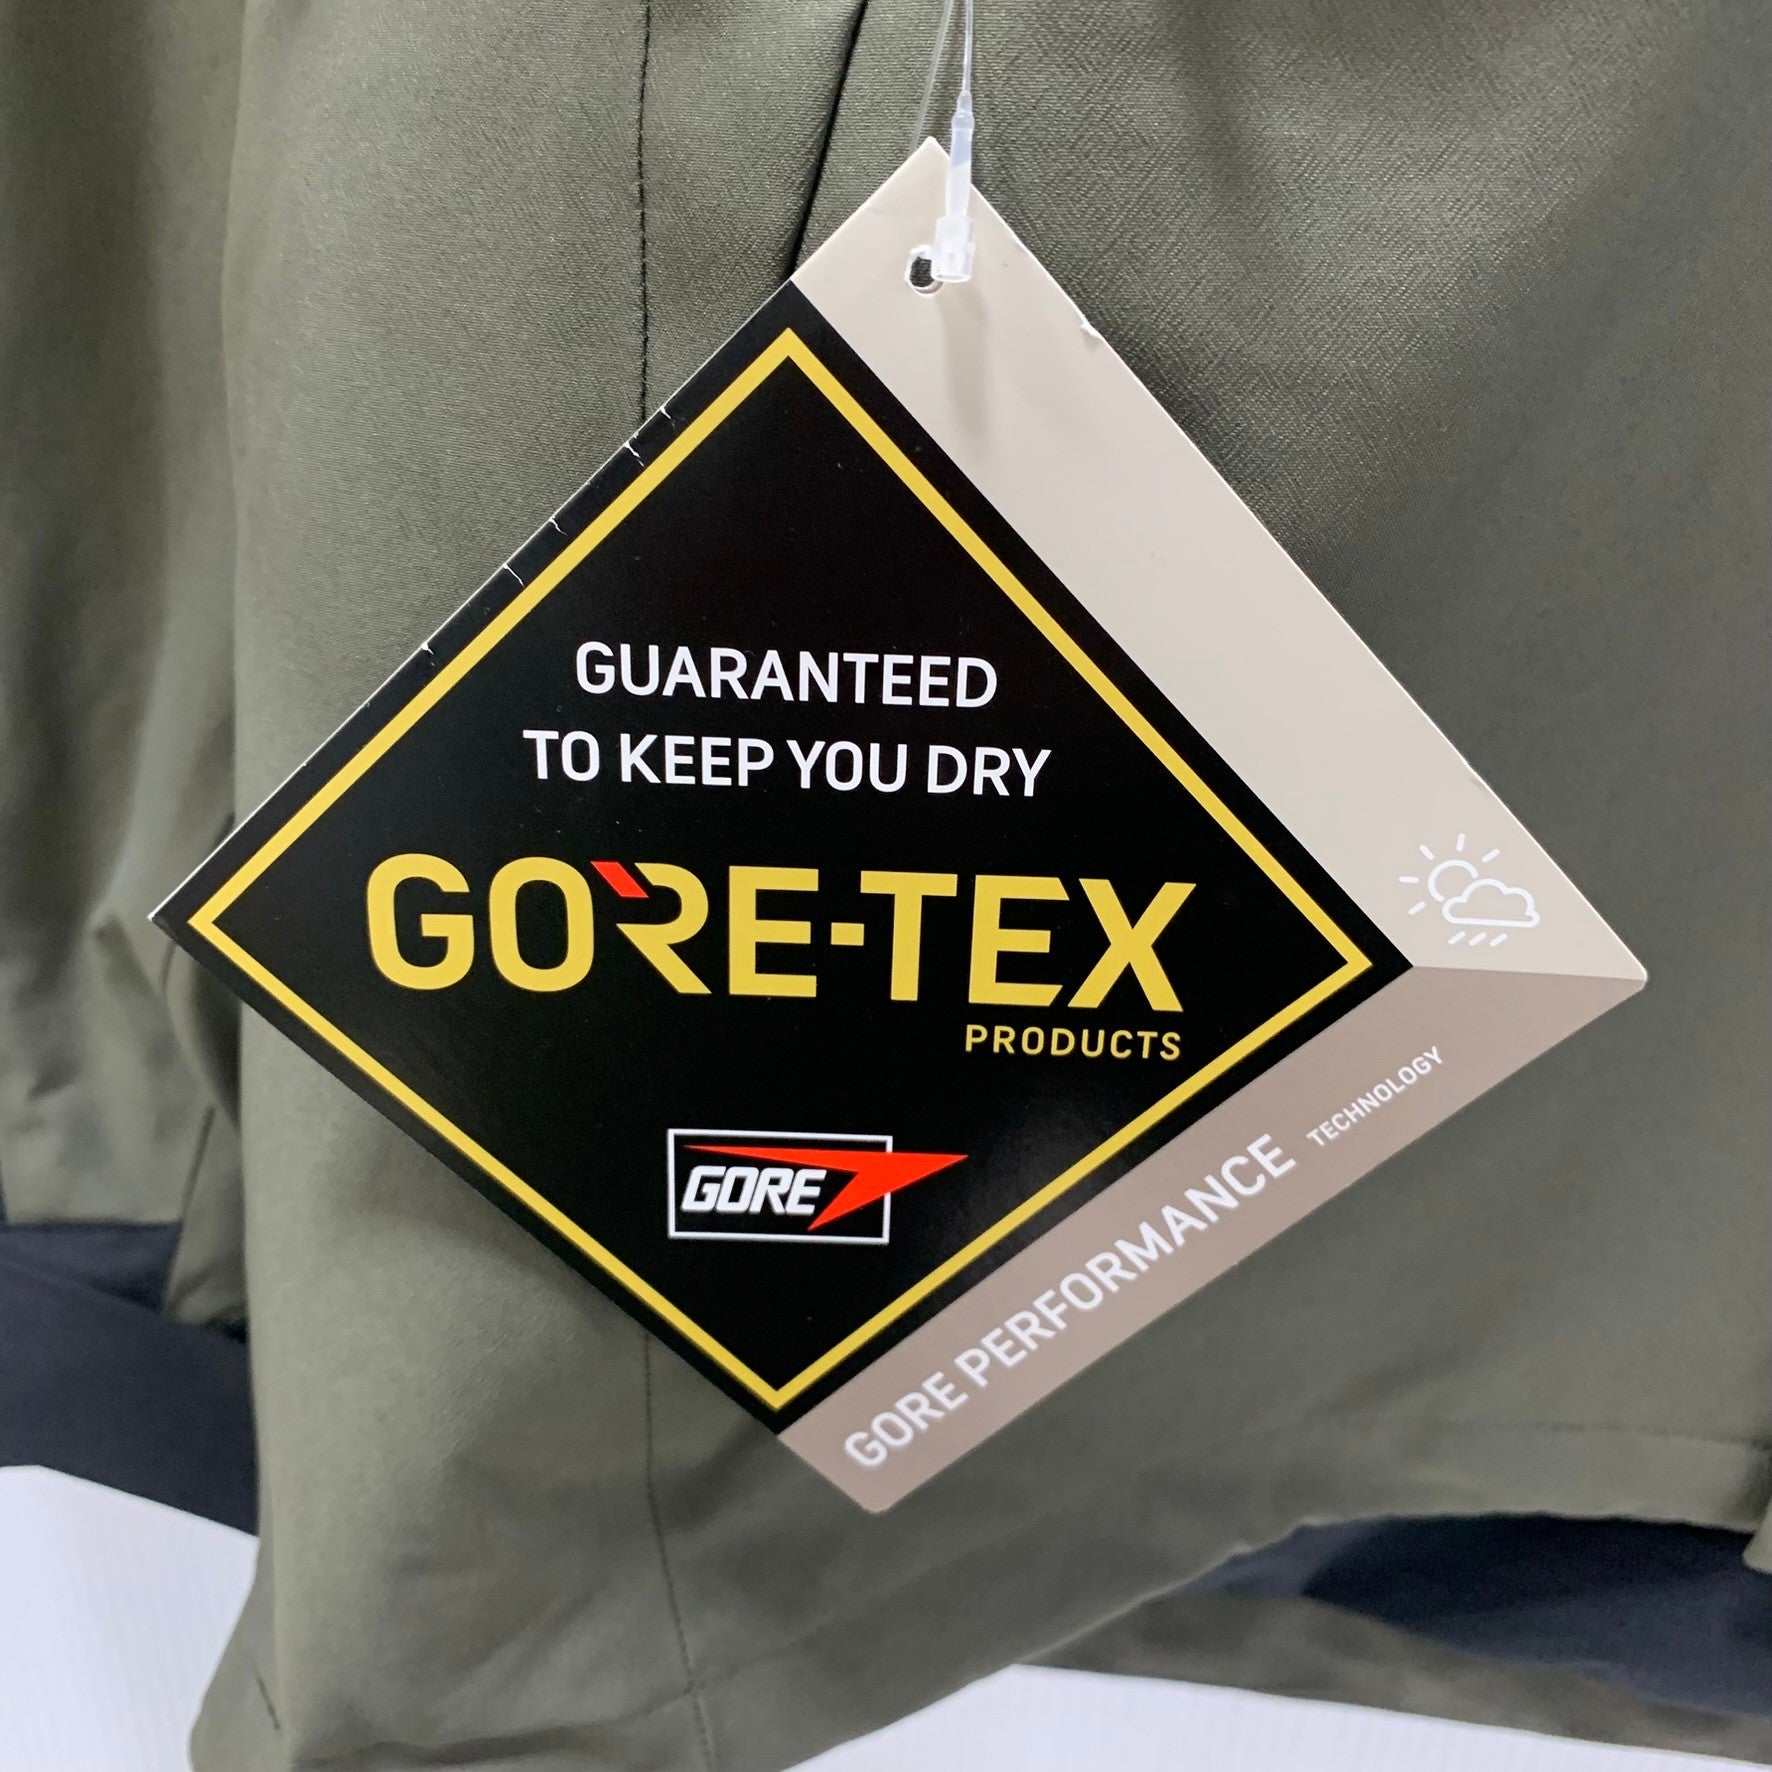 GUARANTEED
TO KEEP YOU DRY
GORE-TEX
PRODUCTS
GORE
GORE PERFORMANCE TECHNOLOGY